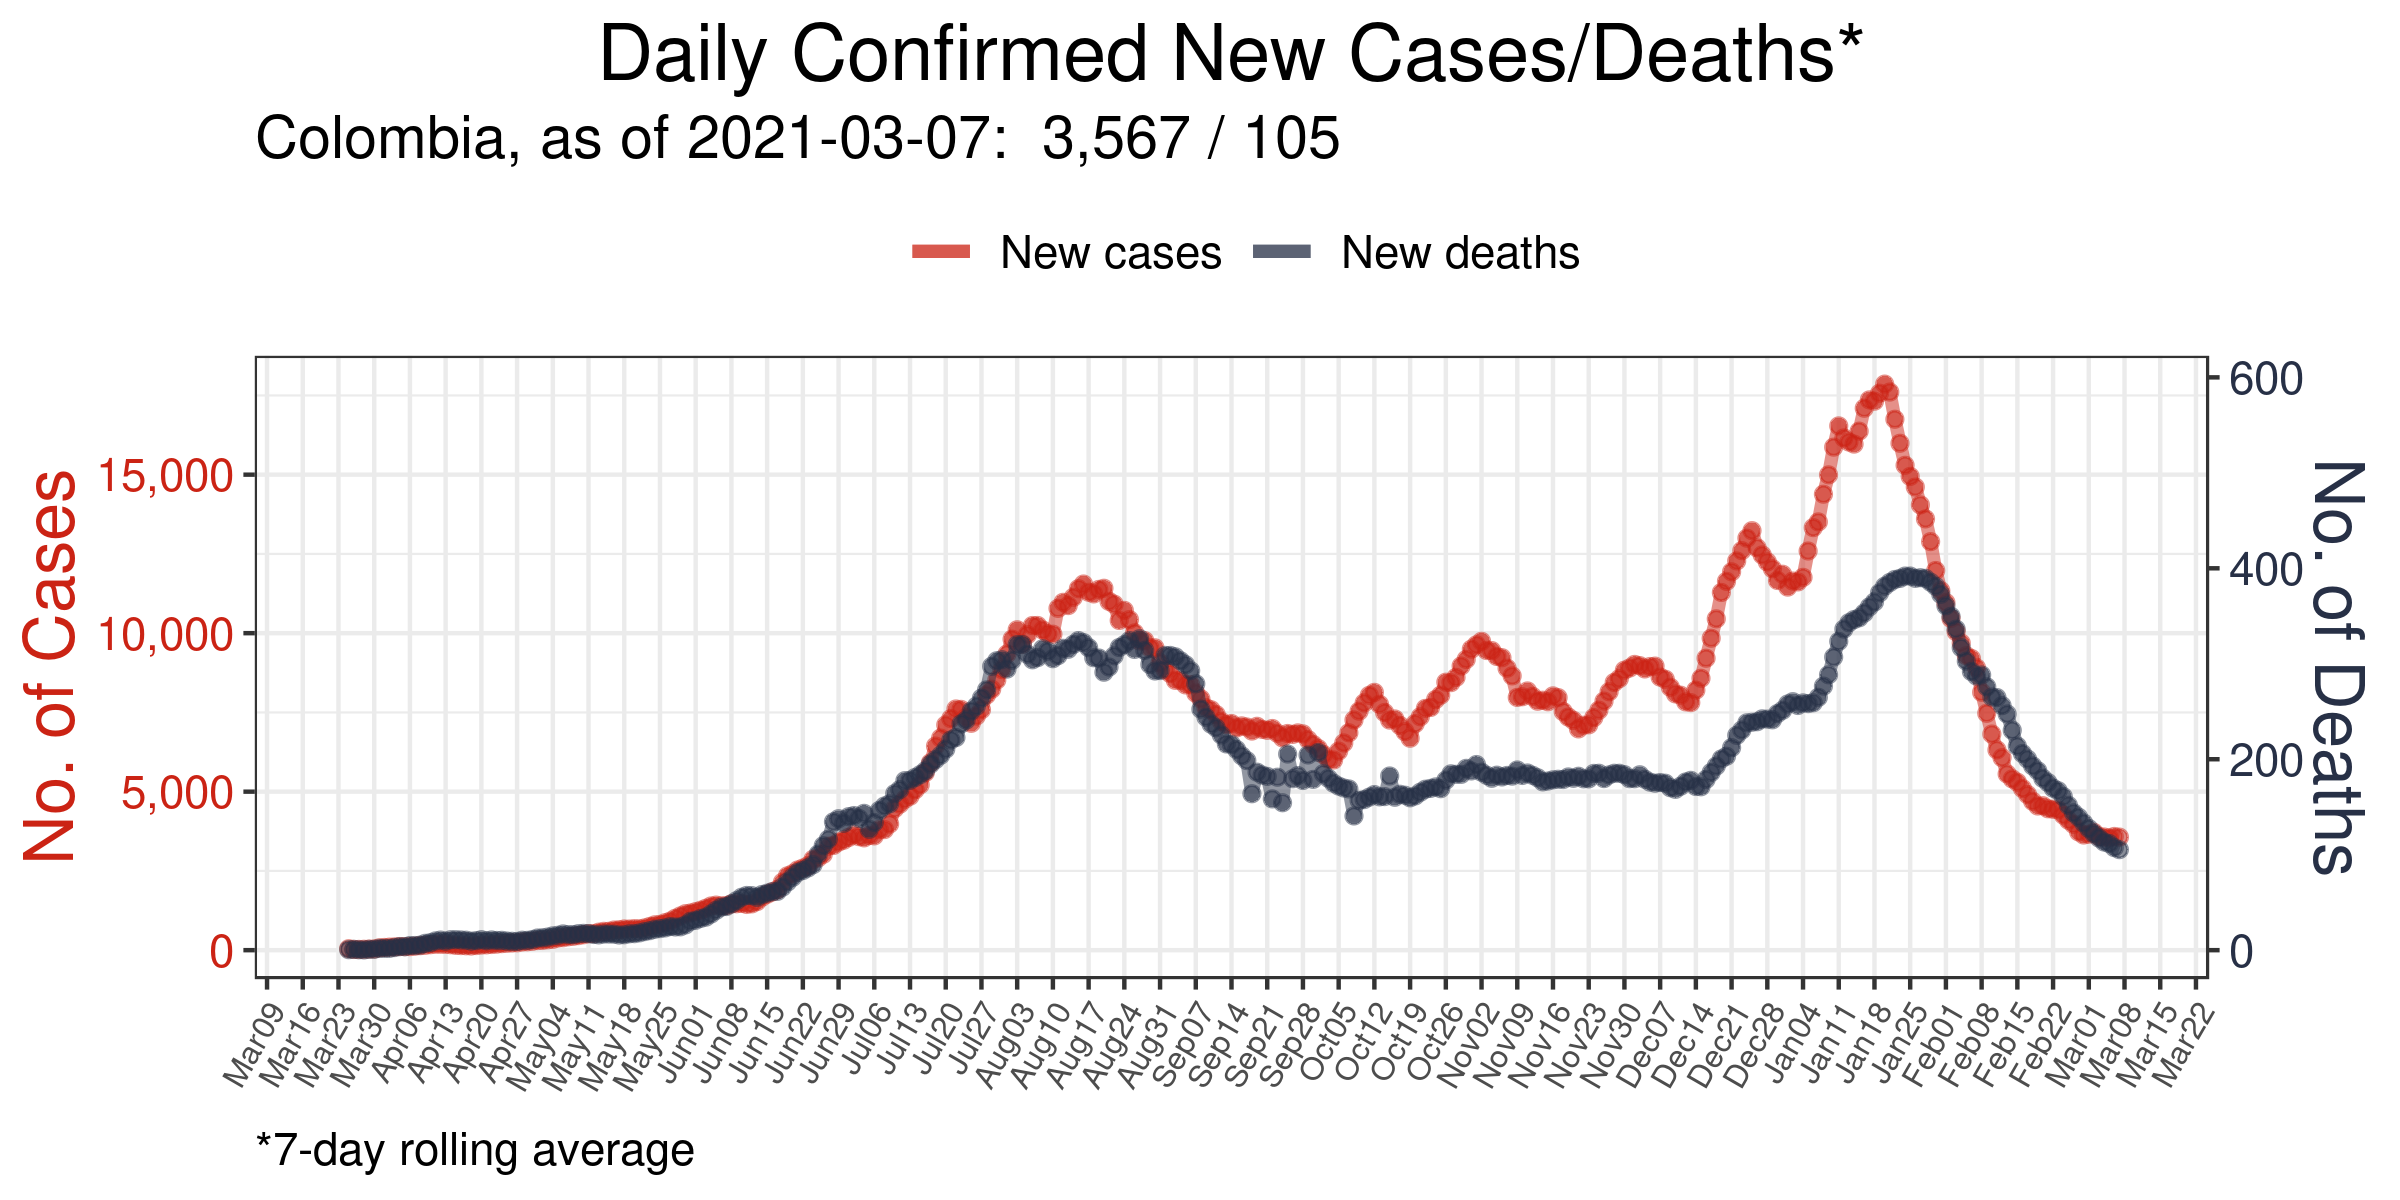 Daily Confirmed New Cases/Deaths*
Colombia, as of 2021-03-07:  3,567 / 105
New cases
New deaths
No. of Cases
15,000
10,000
5,000
0
600
400
200
0
No. of Deaths
Mar09
Mar16
Mar23
Mar30
Apr06
Apr13
Apr20
Apr27
May04
May11
May18
May25
Jun01
Jun08
Jun15
Jun22
Jun29
Jul06
Jul13
Jul20
Jul27
Aug03
Aug10
Aug17
Aug24
Aug31
Sep07
Sep14
Sep21
Sep28
Oct05
Oct12
Oct19
Oct26
Nov02
Nov09
Nov16
Nov23
Nov30
Dec07
Dec14
Dec21
Dec28
Jan04
Jan11
Jan18
Jan25
Feb01
Feb08
Feb15
Feb22
Mar01
Mar08
Mar15
Mar22
*7-day rolling average